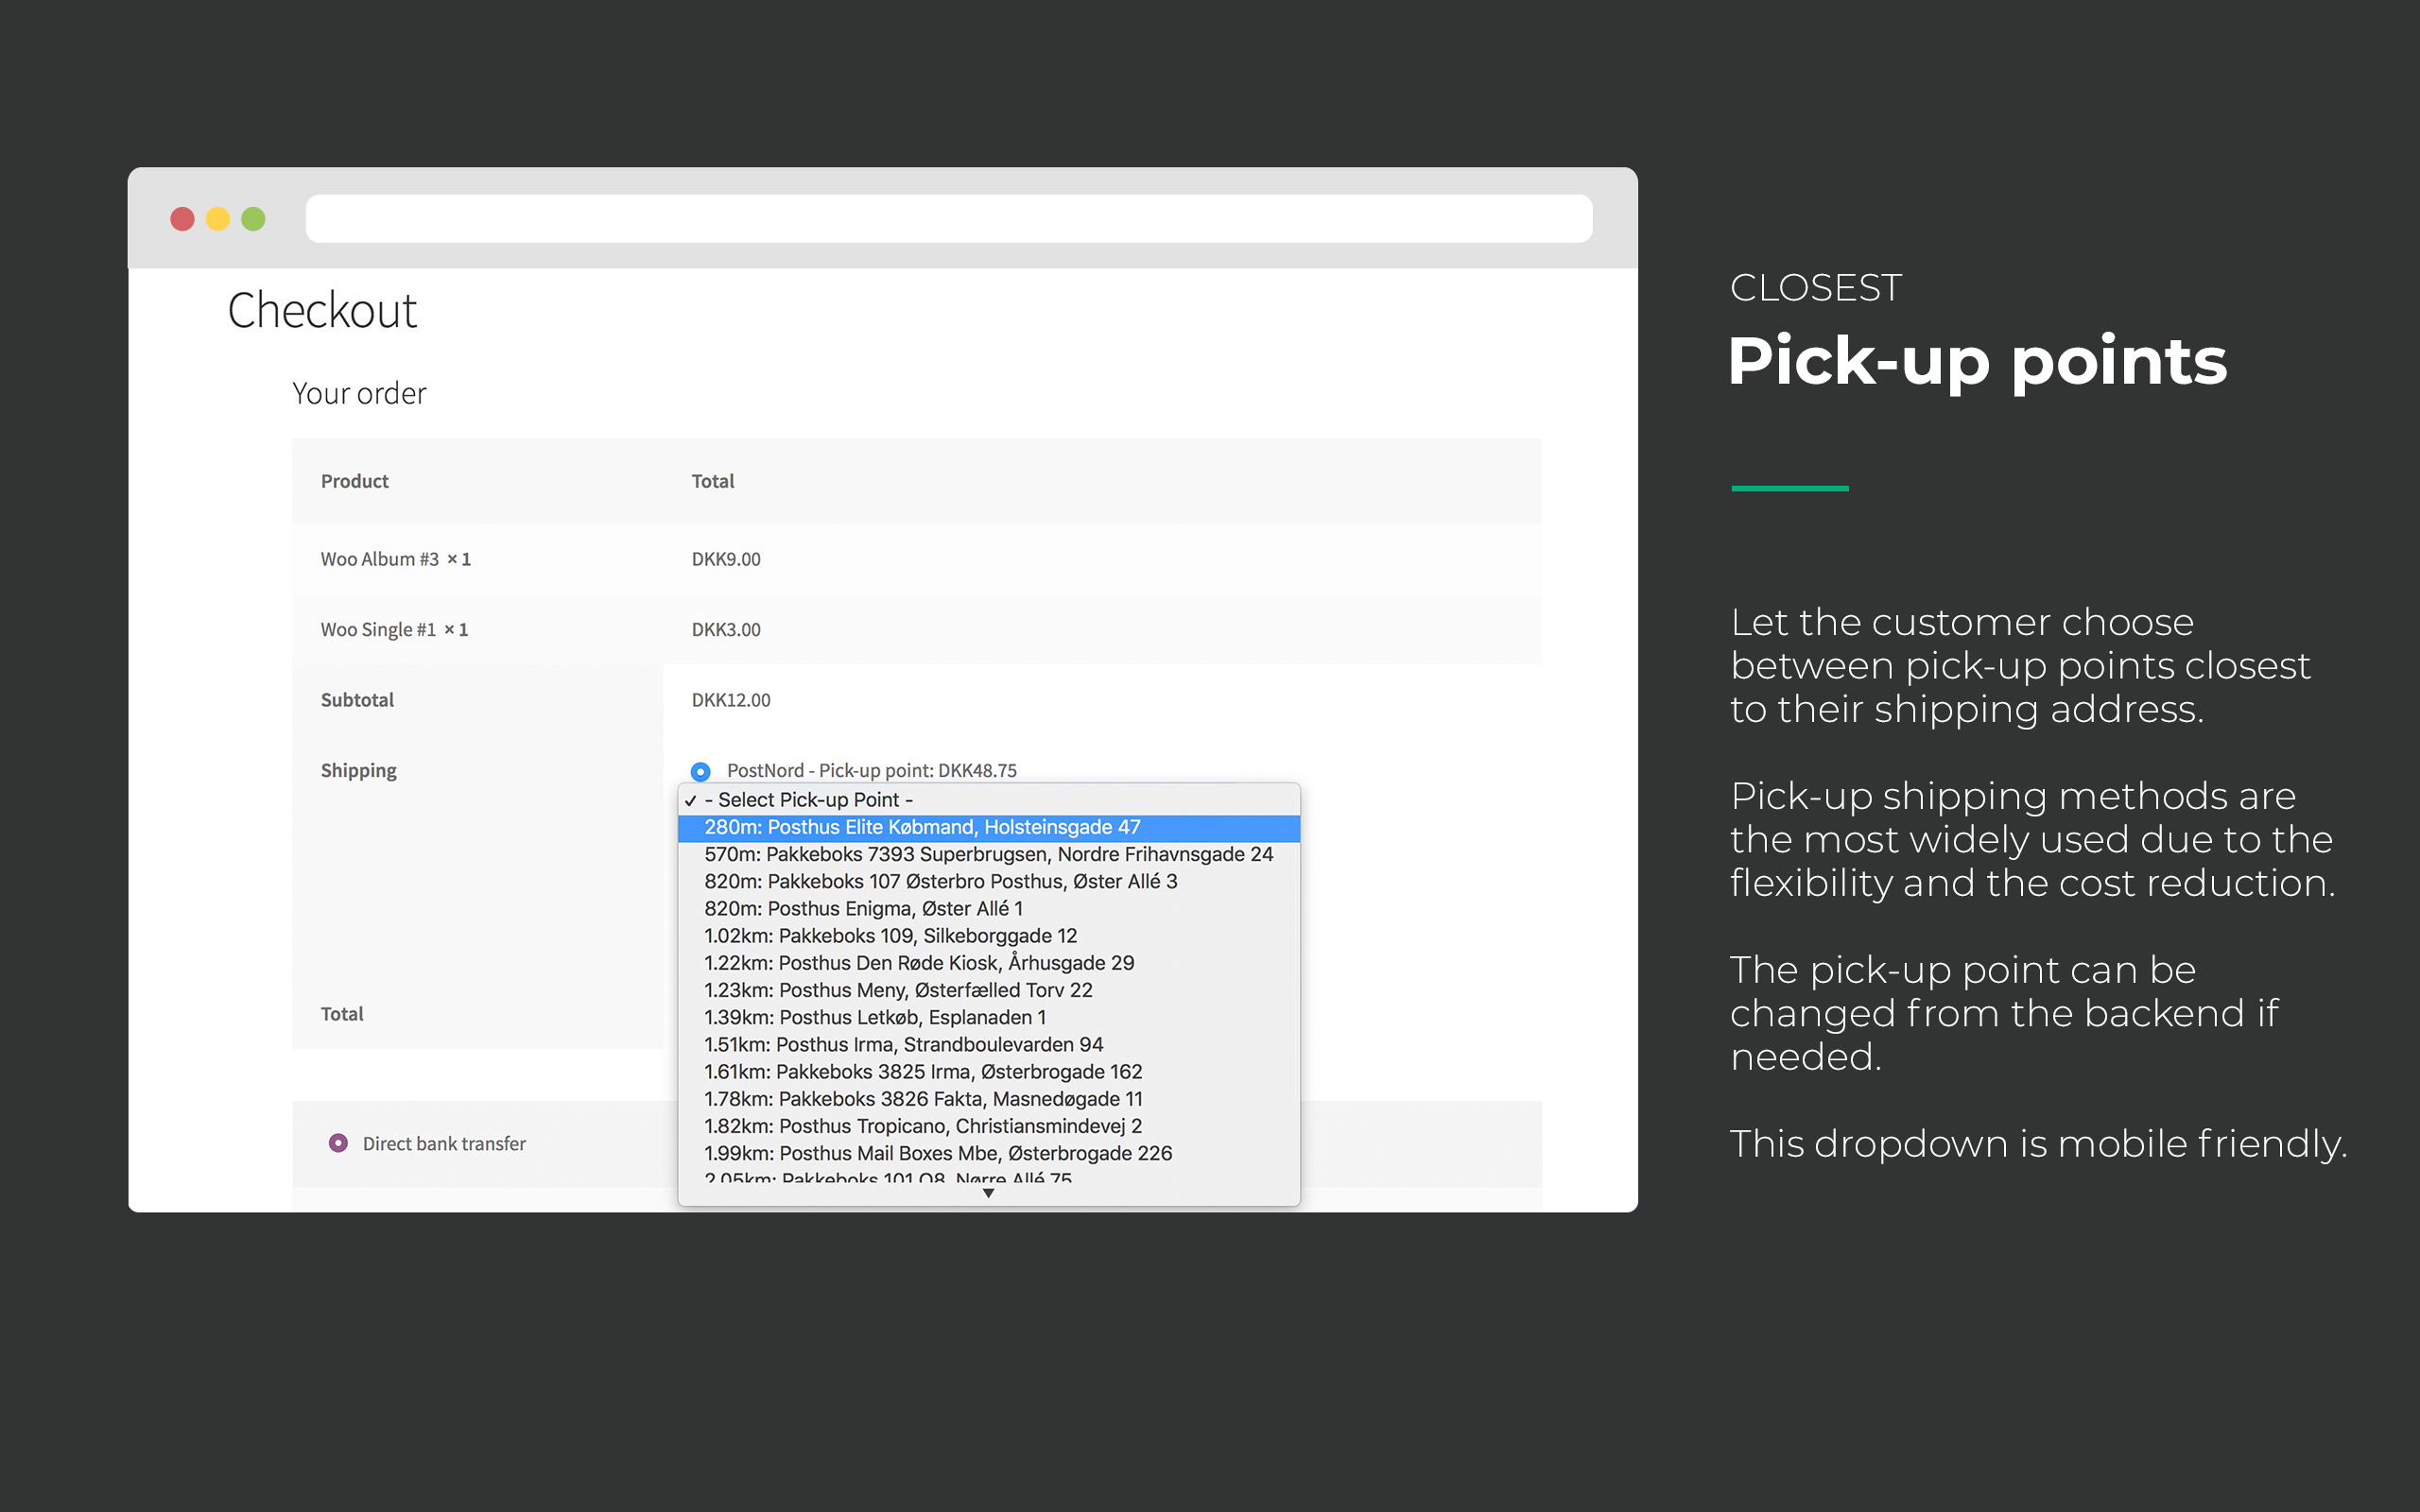 Checkout
Your order
Product Total
Woo Album #3 × 1 DKK9.00
Woo Single #1 × 1 DKK3.00
Subtotal DKK12.00
Shipping PostNord - Pick-up point: DKK48.75
✓ - Select Pick-up Point -
280m: Posthus Elite Købmand, Holsteinsgade 47
570m: Pakkeboks 7393 Superbrugsen, Nordre Frihavnsgade 24
820m: Pakkeboks 107 Østerbro Posthus, Øster Allé 3
820m: Posthus Enigma, Øster Allé 1
1.02km: Pakkeboks 109, Silkeborggade 12
1.22km: Posthus Den Røde Kiosk, Århusgade 29
1.23km: Posthus Meny, Østerfælled Torv 22
1.39km: Posthus Letkøb, Esplanaden 1
1.51km: Posthus Irma, Strandboulevarden 94
1.61km: Pakkeboks 3825 Irma, Østerbrogade 162
1.78km: Pakkeboks 3826 Fakta, Masnedøgade 11
1.82km: Posthus Tropicano, Christiansmindevej 2
1.99km: Posthus Mail Boxes Mbe, Østerbrogade 226
2.05km: Pakkeboks 101 Q8, Nørre Allé 75
Total
Direct bank transfer
CLOSEST
Pick-up points
Let the customer choose
between pick-up points closest
to their shipping address.
Pick-up shipping methods are
the most widely used due to the
flexibility and the cost reduction.
The pick-up point can be
changed from the backend if
needed.
This dropdown is mobile friendly.